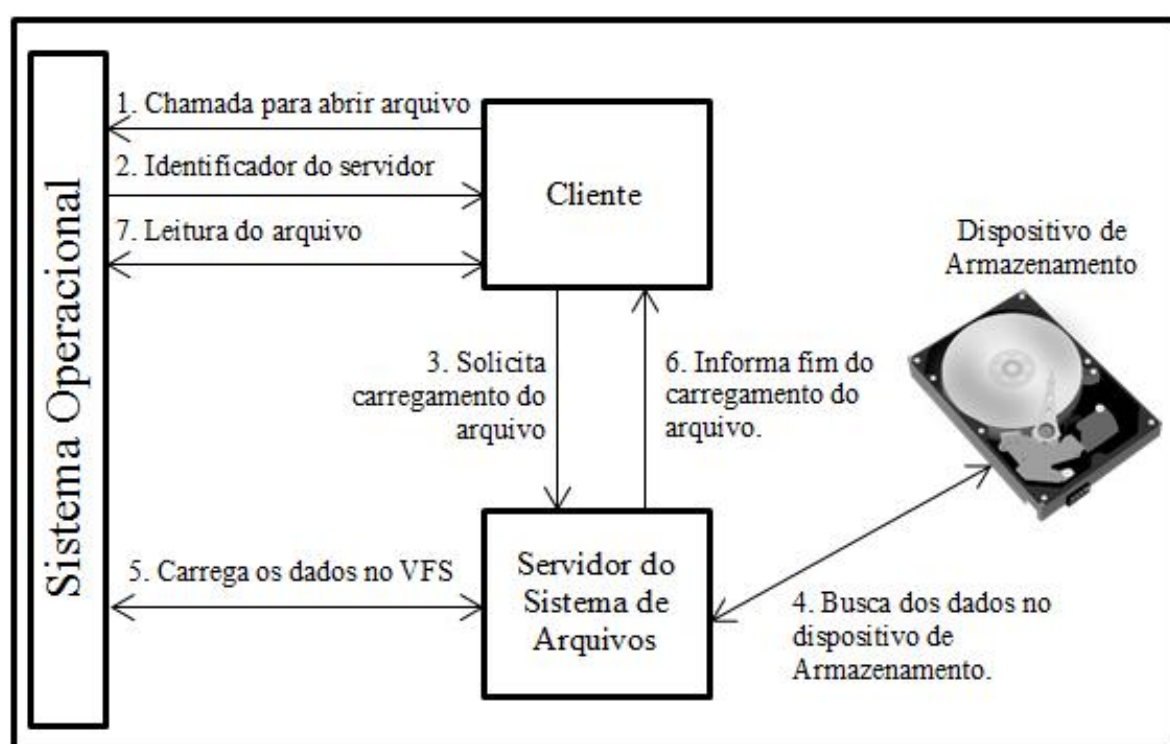 Sistema Operacional
1. Chamada para abrir arquivo
2. Identificador do servidor
7. Leitura do arquivo
Cliente
Dispositivo de
Armazenamento
3. Solicita
carregamento do
arquivo
6. Informa fim do
carregamento do
arquivo.
5. Carrega os dados no VFS
Servidor do
Sistema de
Arquivos
4. Busca dos dados no
dispositivo de
Armazenamento.